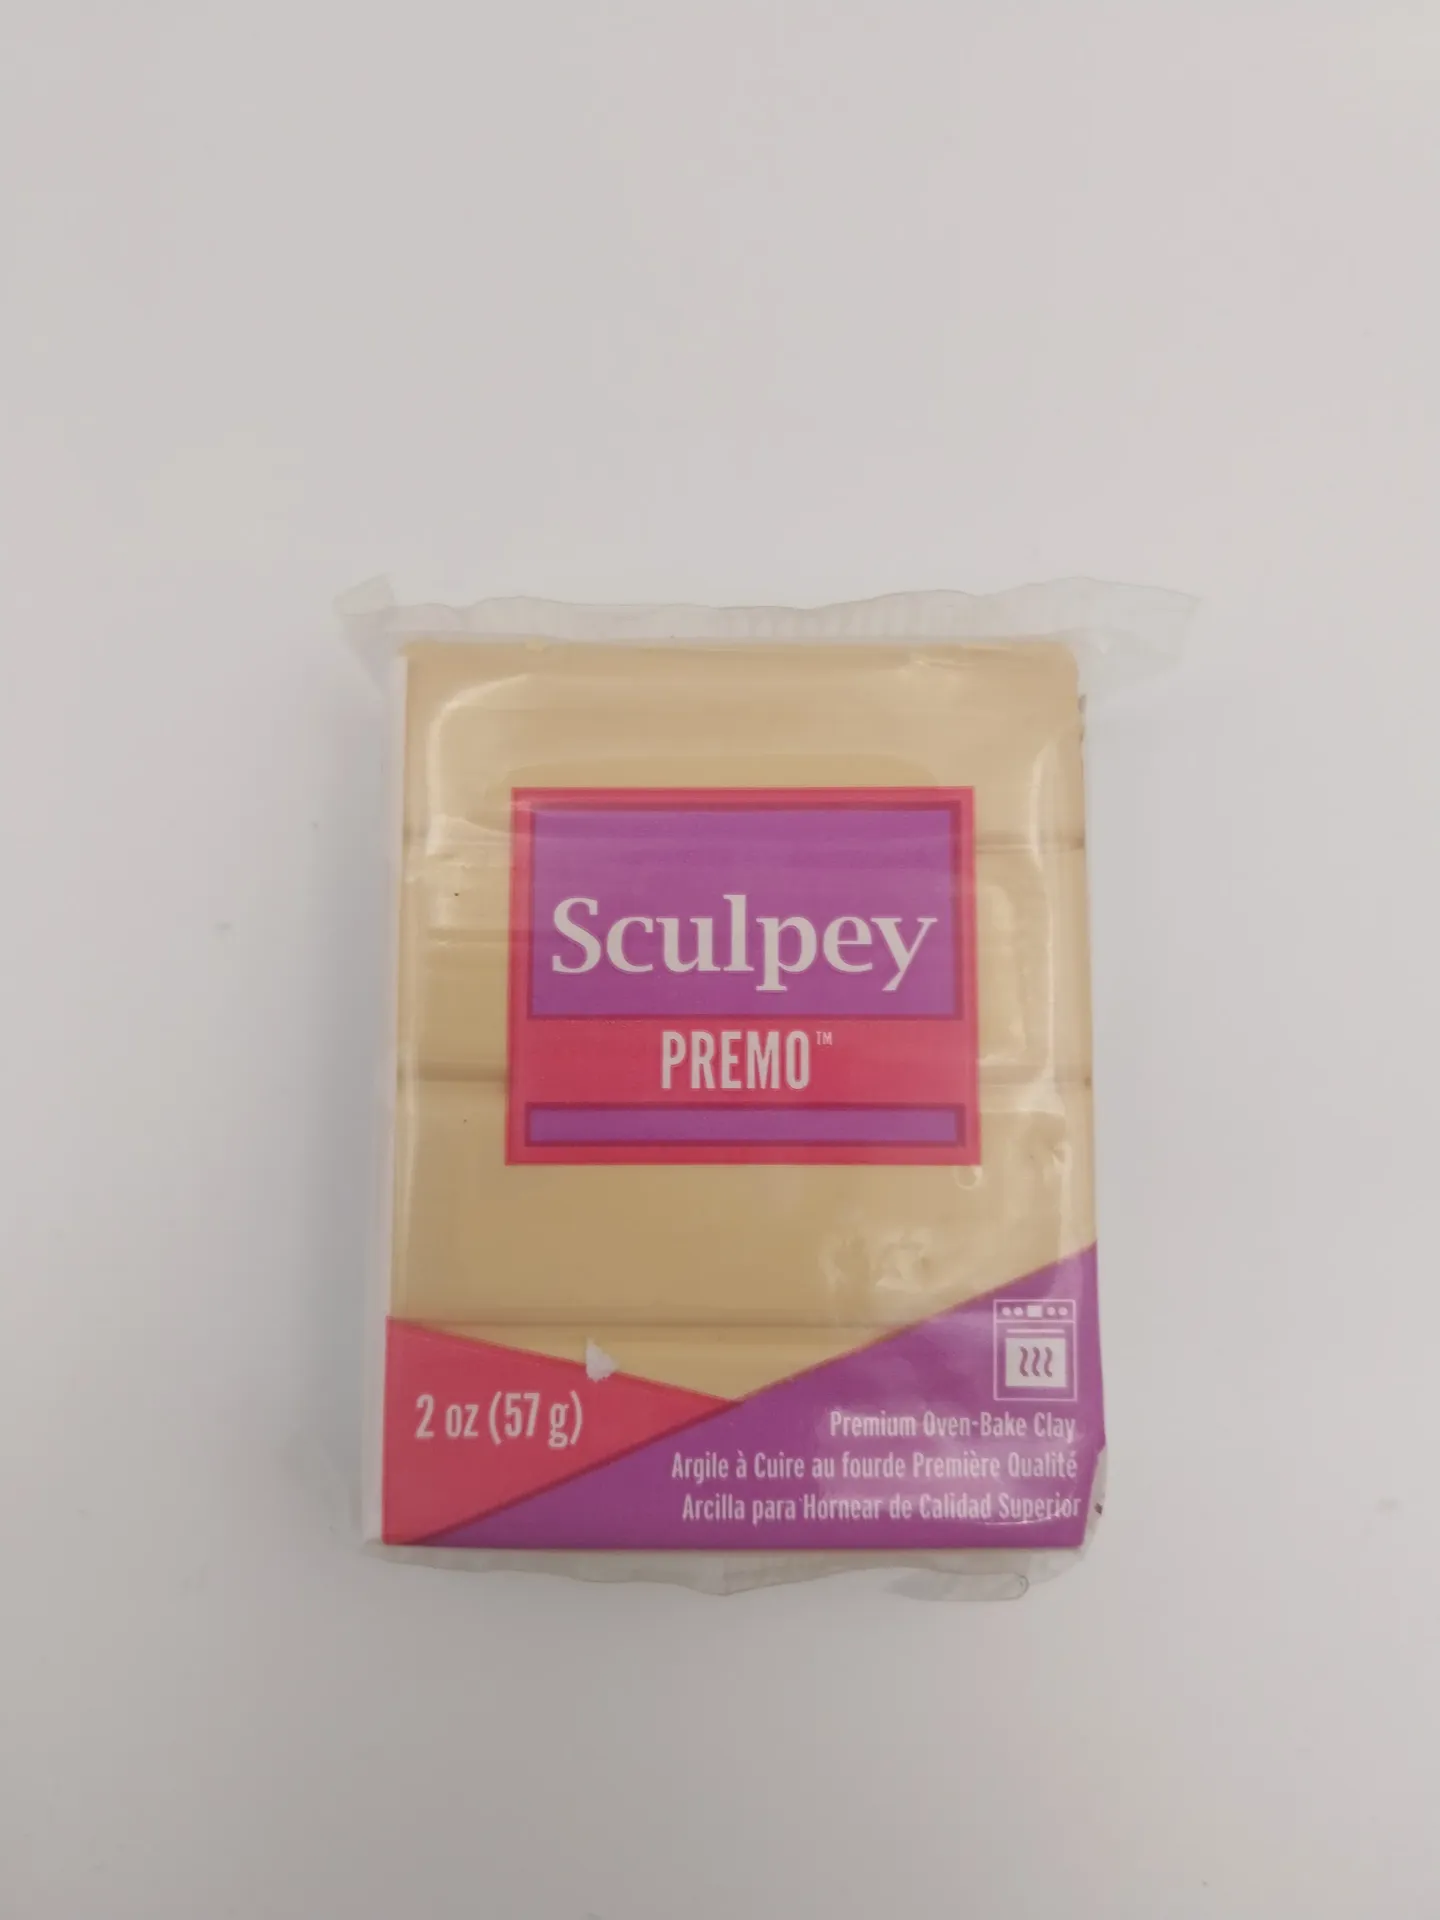 Sculpey
PREMO™
2 oz (57 g)
Premium Oven-Bake Clay
Argile à Cuire au fourde Première Qualité
Arcilla para Hornear de Calidad Superior